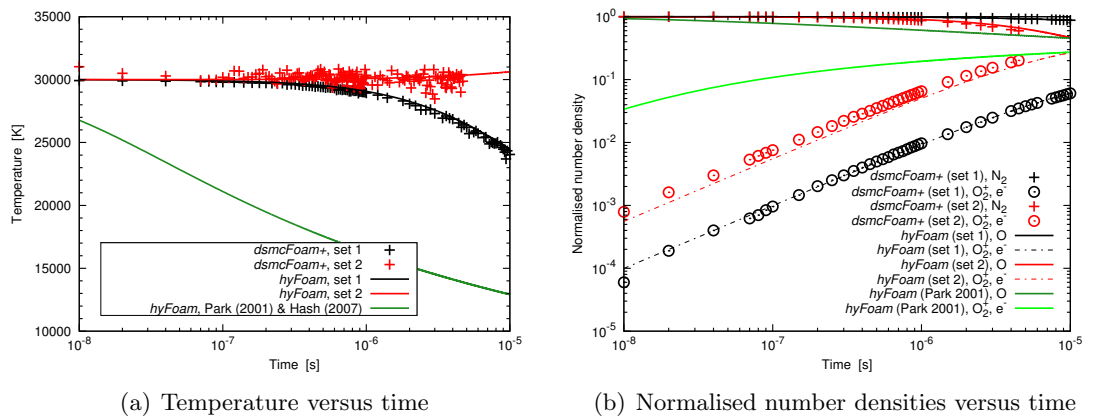 35000
30000
25000
20000
15000
10000
Temperature [K]
10^-8
10^-7
10^-6
10^-5
Time [s]
dsmcFoam+, set 1
dsmcFoam+, set 2
hyFoam, set 1
hyFoam, set 2
hyFoam, Park (2001) & Hash (2007)
(a) Temperature versus time
10^0
10^-1
10^-2
10^-3
10^-4
10^-5
Normalised number density
10^-8
10^-7
10^-6
10^-5
Time [s]
dsmcFoam+ (set 1), N2
dsmcFoam+ (set 1), O2+, e-
dsmcFoam+ (set 2), N2
dsmcFoam+ (set 2), O2+, e-
hyFoam (set 1), O
hyFoam (set 1), O2+, e-
hyFoam (set 2), O
hyFoam (set 2), O2+, e-
hyFoam (Park 2001), O
hyFoam (Park 2001), O2+, e-
(b) Normalised number densities versus time